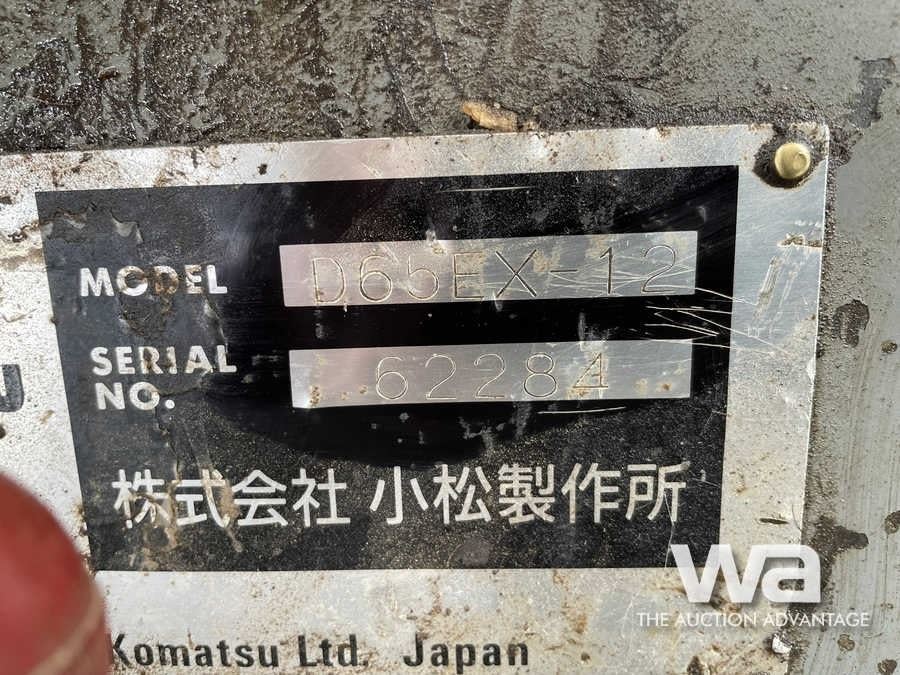 MODEL D65EX-12
SERIAL NO. 62284
株式会社 小松製作所
Komatsu Ltd. Japan
wa
THE AUCTION ADVANTAGE